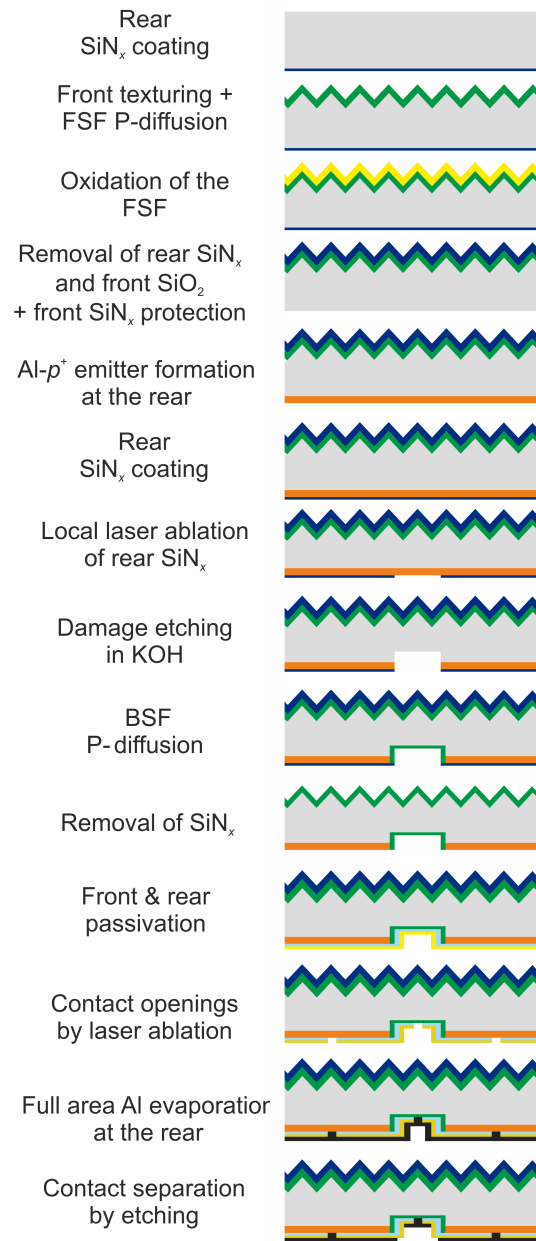 Rear
SiNₓ coating
Front texturing +
FSF P-diffusion
Oxidation of the
FSF
Removal of rear SiNₓ
and front SiO₂
+ front SiNₓ protection
Al-p⁺ emitter formation
at the rear
Rear
SiNₓ coating
Local laser ablation
of rear SiNₓ
Damage etching
in KOH
BSF
P-diffusion
Removal of SiNₓ
Front & rear
passivation
Contact openings
by laser ablation
Full area Al evaporatior
at the rear
Contact separation
by etching